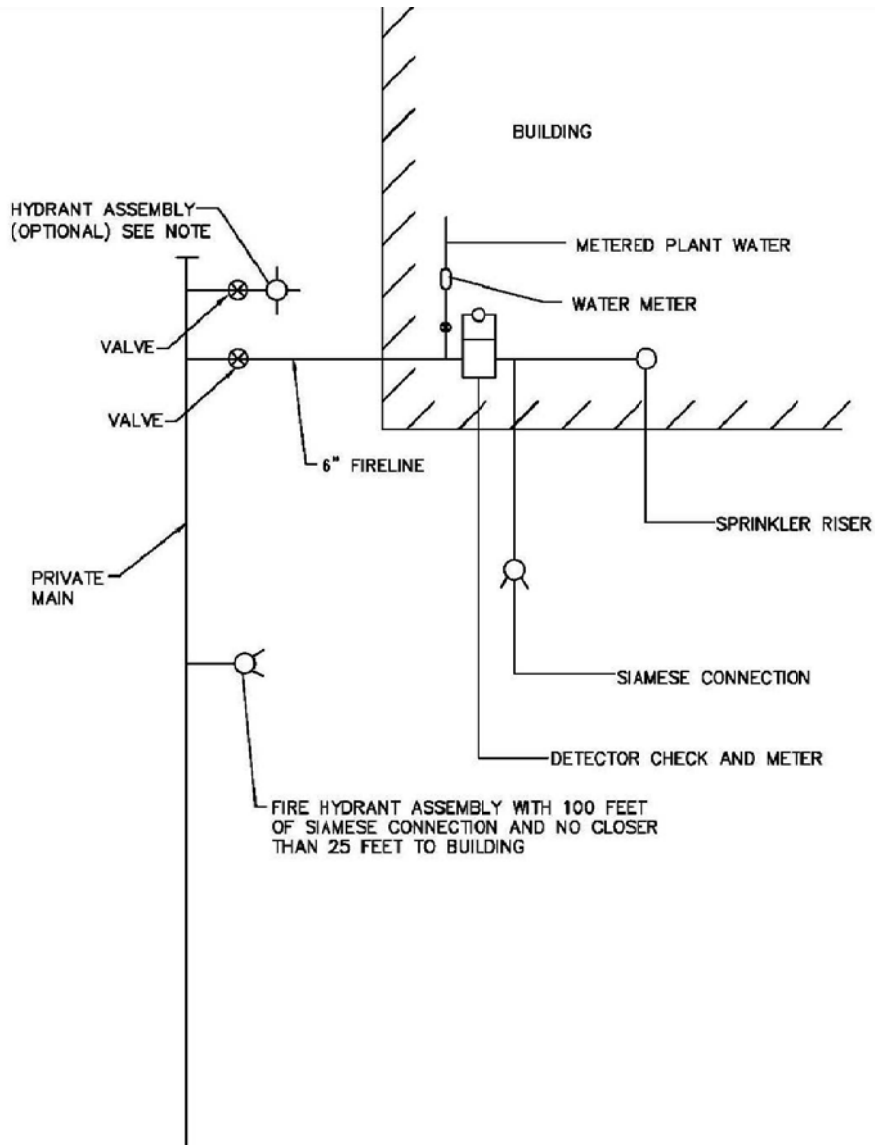 BUILDING
HYDRANT ASSEMBLY
(OPTIONAL) SEE NOTE
METERED PLANT WATER
WATER METER
VALVE
VALVE
6" FIRELINE
SPRINKLER RISER
PRIVATE
MAIN
SIAMESE CONNECTION
DETECTOR CHECK AND METER
FIRE HYDRANT ASSEMBLY WITH 100 FEET
OF SIAMESE CONNECTION AND NO CLOSER
THAN 25 FEET TO BUILDING